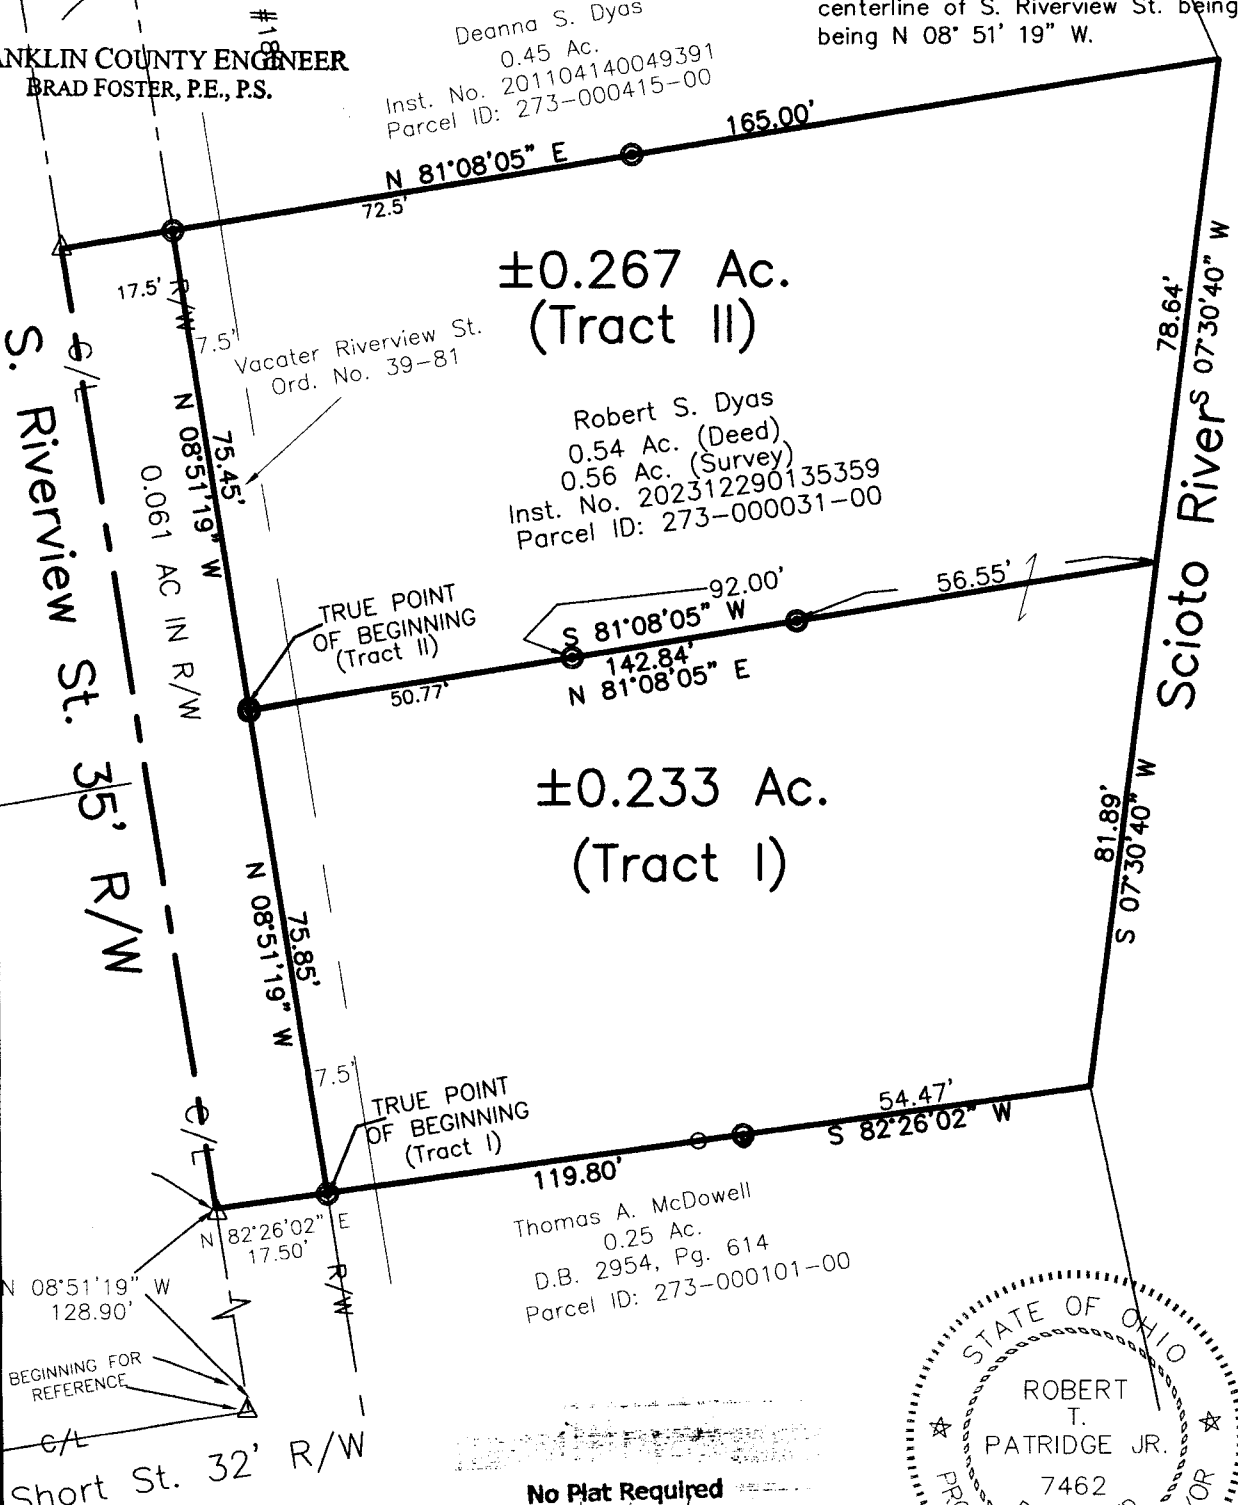 #18
ANKLIN COUNTY ENGINEER
BRAD FOSTER, P.E., P.S.
Deanna S. Dyas
0.45 Ac.
Inst. No. 201104140049391
Parcel ID: 273-000415-00
centerline of S. Riverview St. being
being N 08° 51' 19" W.
165.00'
N 81°08'05" E
72.5'
17.5'
R/W
7.5'
±0.267 Ac.
(Tract II)
Vacater Riverview St.
Ord. No. 39-81
78.64'
S 07°30'40" W
C/L
S. Riverview St. 35' R/W
N 08°51'19" W
75.45'
0.061 AC IN R/W
Robert S. Dyas
0.54 Ac. (Deed)
0.56 Ac. (Survey)
Inst. No. 202312290135359
Parcel ID: 273-000031-00
Scioto River
TRUE POINT
OF BEGINNING
(Tract II)
92.00'
56.55'
S 81°08'05" W
142.84'
N 81°08'05" E
50.77'
±0.233 Ac.
(Tract I)
81.89'
S 07°30'40" W
N 08°51'19" W
75.85'
7.5'
TRUE POINT
OF BEGINNING
(Tract I)
C/L
54.47'
S 82°26'02" W
119.80'
N 82°26'02" E
17.50'
R/W
Thomas A. McDowell
0.25 Ac.
D.B. 2954, Pg. 614
Parcel ID: 273-000101-00
N 08°51'19" W
128.90'
BEGINNING FOR
REFERENCE
C/L
Short St. 32' R/W
No Plat Required
STATE OF OHIO
ROBERT
T.
PATRIDGE JR.
7462